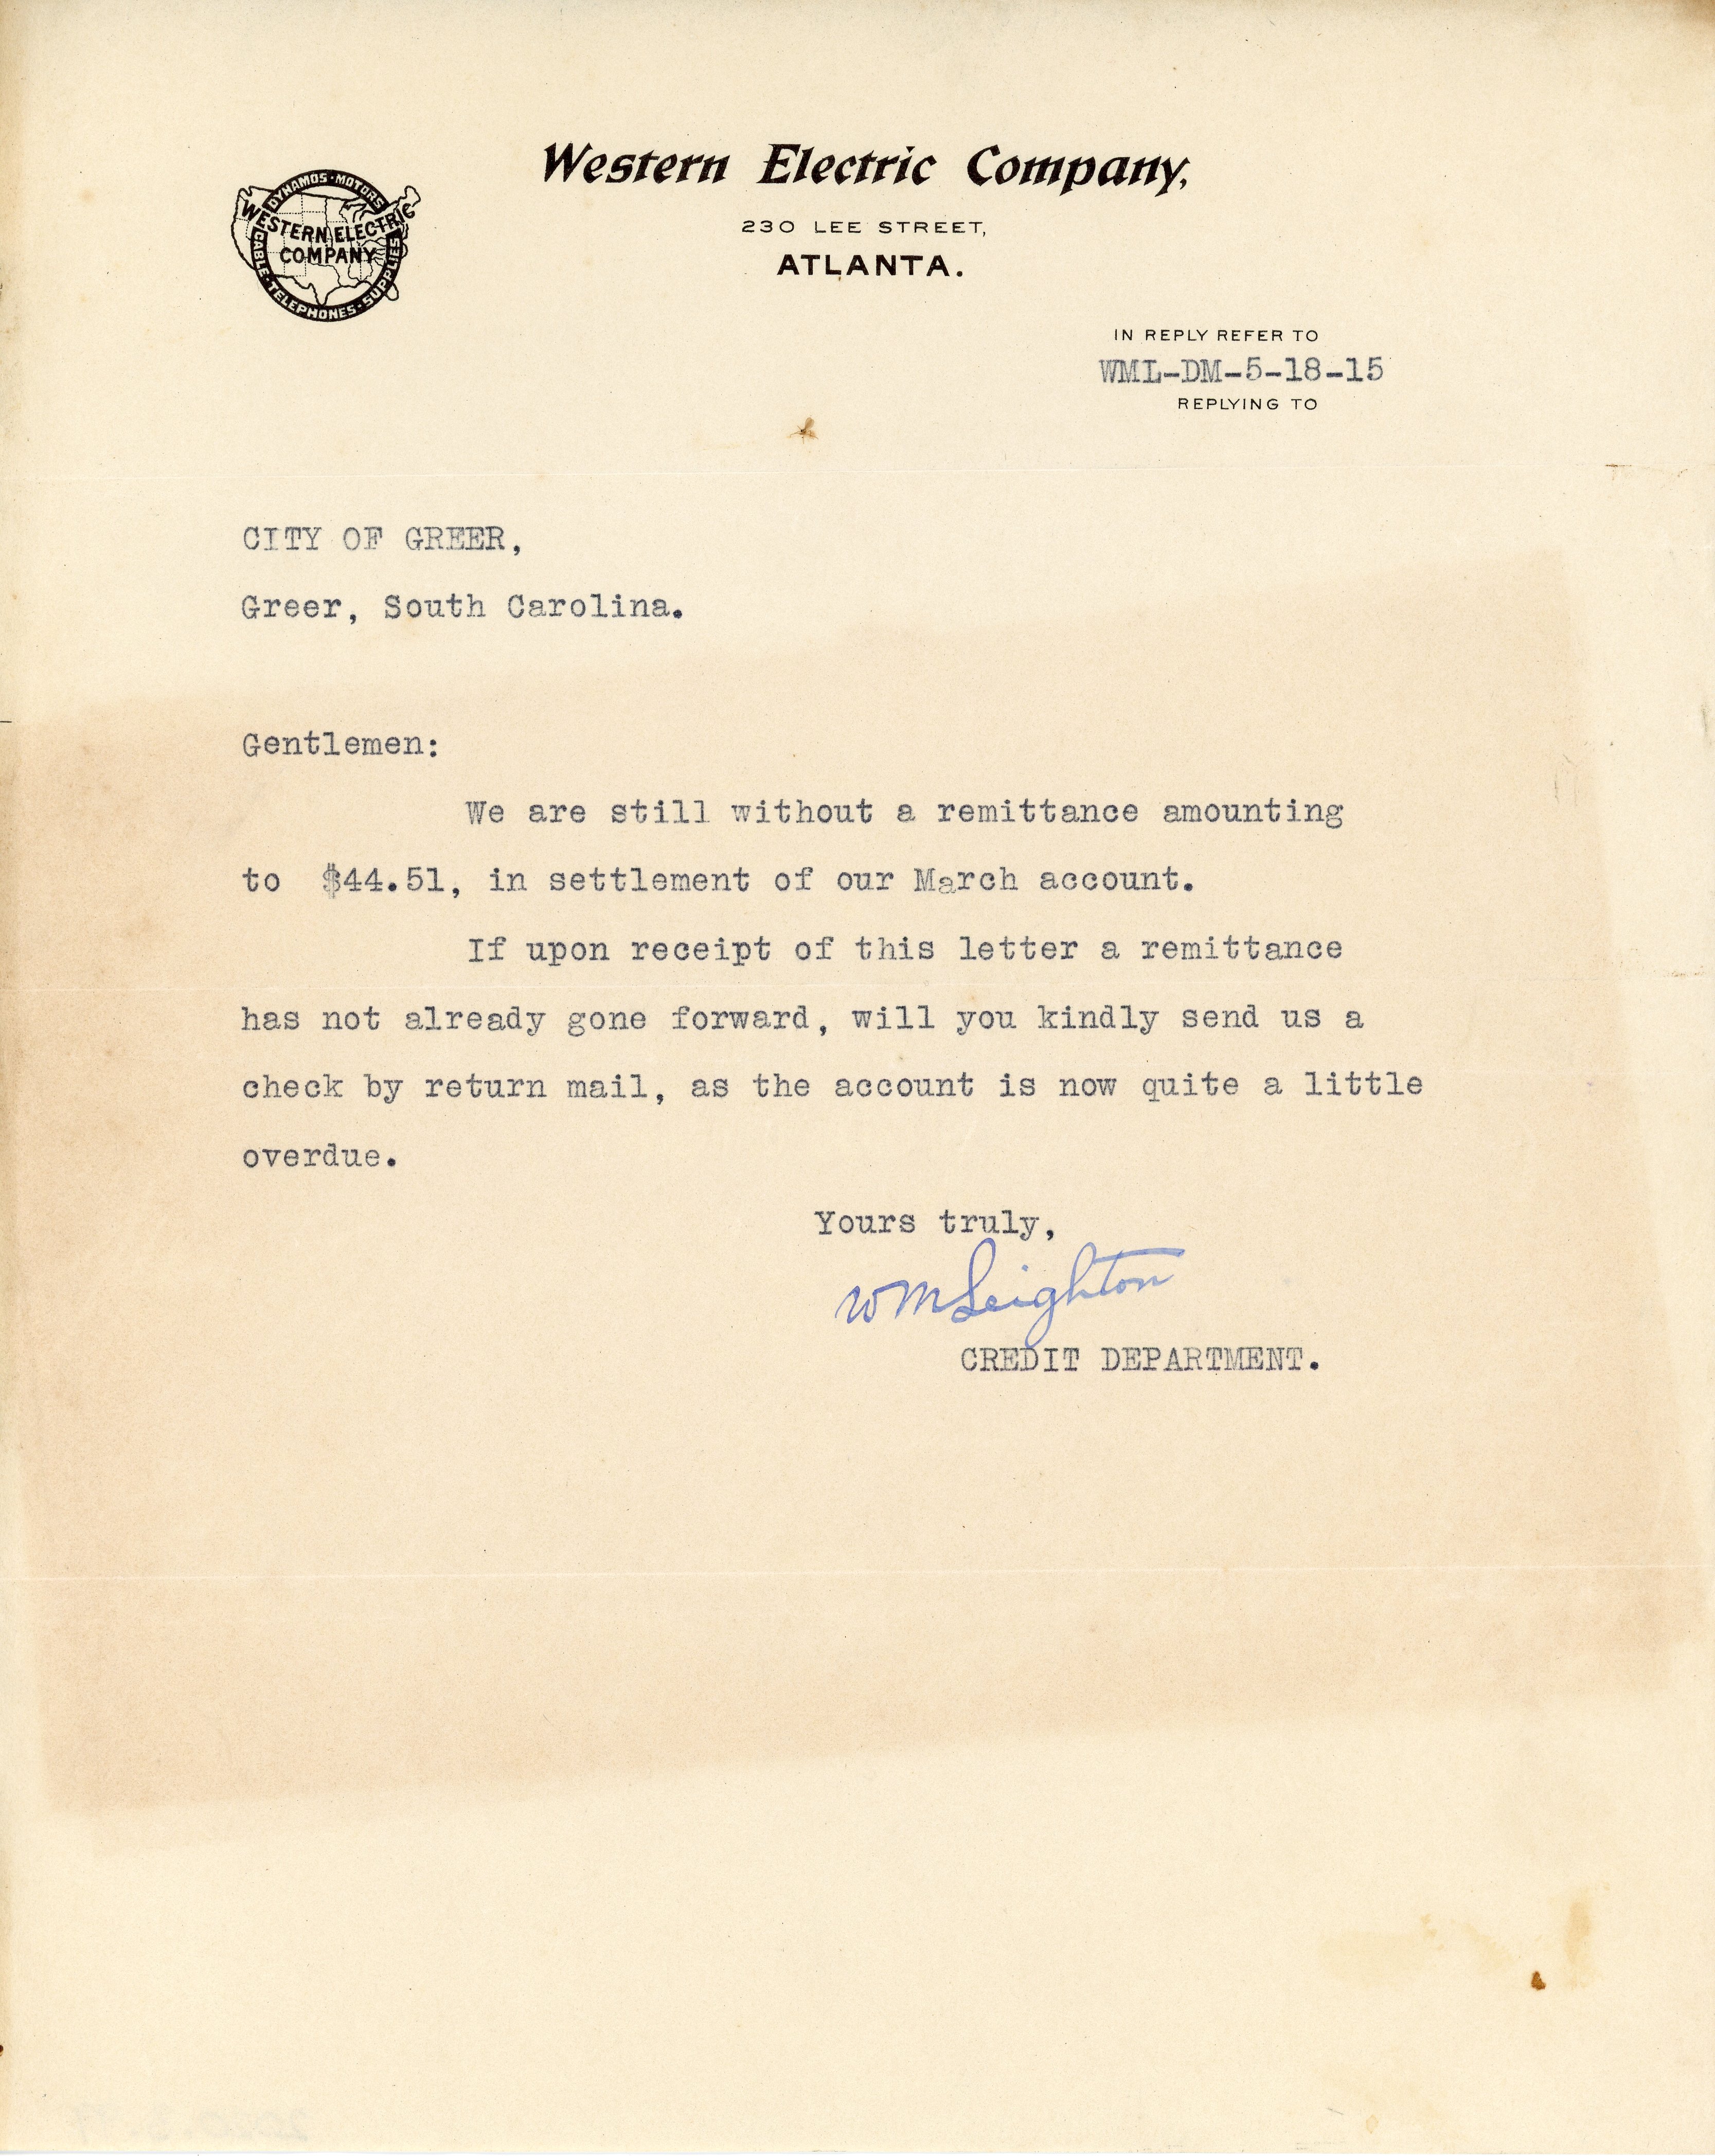 Western Electric Company,
230 LEE STREET,
ATLANTA.
DYNAMOS · MOTORS
WESTERN ELECTRIC
COMPANY
CABLE · TELEPHONES · SUPPLIES
IN REPLY REFER TO
WML-DM-5-18-15
REPLYING TO
CITY OF GREER,
Greer, South Carolina.
Gentlemen:
We are still without a remittance amounting
to $44.51, in settlement of our March account.
If upon receipt of this letter a remittance
has not already gone forward, will you kindly send us a
check by return mail, as the account is now quite a little
overdue.
Yours truly,
WM Leighton
CREDIT DEPARTMENT.